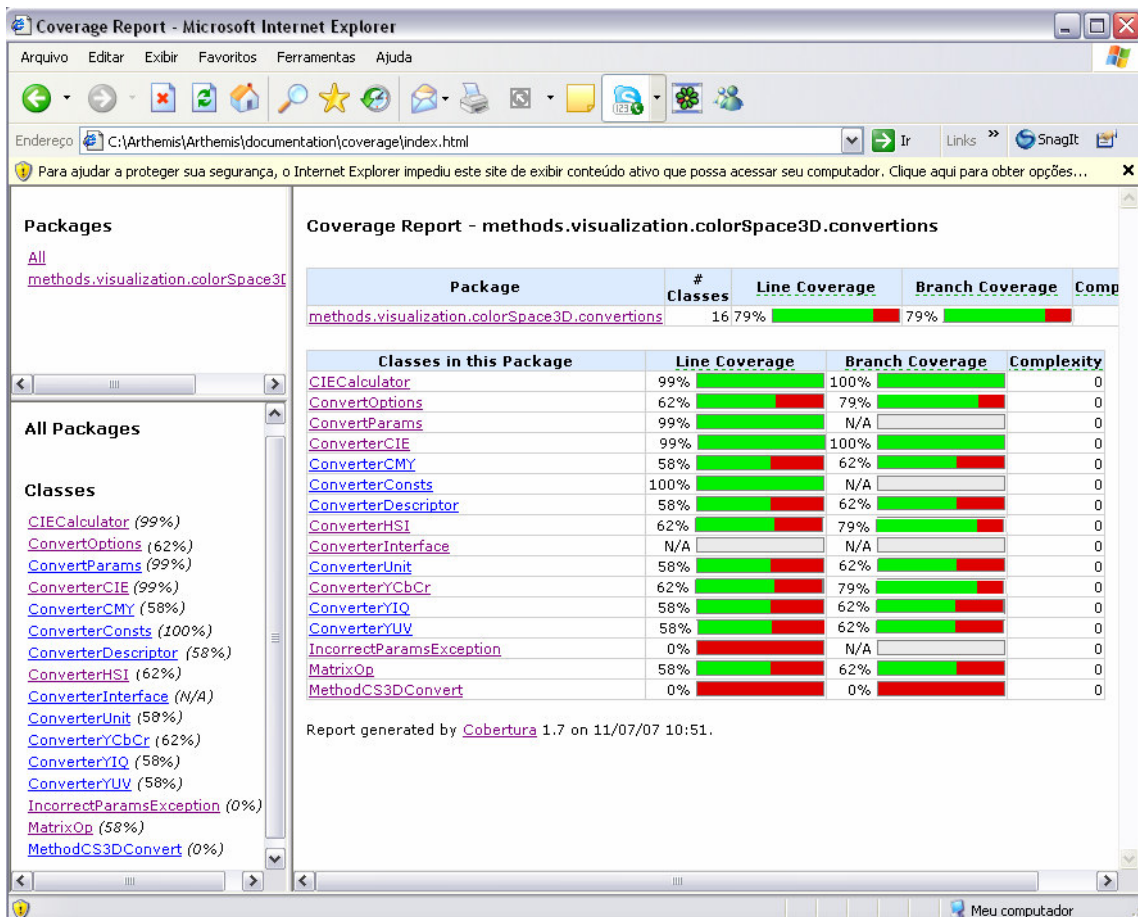 Coverage Report - Microsoft Internet Explorer
Arquivo Editar Exibir Favoritos Ferramentas Ajuda
Endereço C:\Arthemis\Arthemis\documentation\coverage\index.html Ir Links » SnagIt
Para ajudar a proteger sua segurança, o Internet Explorer impediu este site de exibir conteúdo ativo que possa acessar seu computador. Clique aqui para obter opções...
Packages
All
methods.visualization.colorSpace3D
All Packages
Classes
CIECalculator (99%)
ConvertOptions (62%)
ConvertParams (99%)
ConverterCIE (99%)
ConverterCMY (58%)
ConverterConsts (100%)
ConverterDescriptor (58%)
ConverterHSI (62%)
ConverterInterface (N/A)
ConverterUnit (58%)
ConverterYCbCr (62%)
ConverterYIQ (58%)
ConverterYUV (58%)
IncorrectParamsException (0%)
MatrixOp (58%)
MethodCS3DConvert (0%)
Coverage Report - methods.visualization.colorSpace3D.convertions
Package # Classes Line Coverage Branch Coverage Comp
methods.visualization.colorSpace3D.convertions 16 79% 79%
Classes in this Package Line Coverage Branch Coverage Complexity
CIECalculator 99% 100% 0
ConvertOptions 62% 79% 0
ConvertParams 99% N/A 0
ConverterCIE 99% 100% 0
ConverterCMY 58% 62% 0
ConverterConsts 100% N/A 0
ConverterDescriptor 58% 62% 0
ConverterHSI 62% 79% 0
ConverterInterface N/A N/A 0
ConverterUnit 58% 62% 0
ConverterYCbCr 62% 79% 0
ConverterYIQ 58% 62% 0
ConverterYUV 58% 62% 0
IncorrectParamsException 0% N/A 0
MatrixOp 58% 62% 0
MethodCS3DConvert 0% 0% 0
Report generated by Cobertura 1.7 on 11/07/07 10:51.
Meu computador